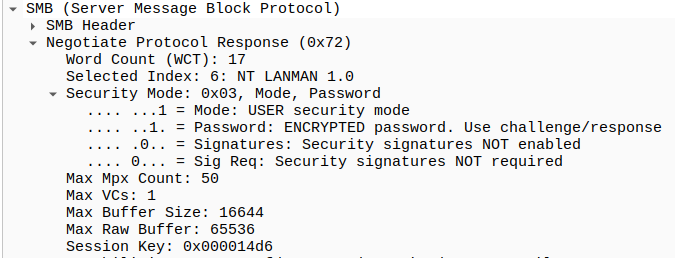 SMB (Server Message Block Protocol)
SMB Header
Negotiate Protocol Response (0x72)
Word Count (WCT): 17
Selected Index: 6: NT LANMAN 1.0
Security Mode: 0x03, Mode, Password
.... ...1 = Mode: USER security mode
.... ..1. = Password: ENCRYPTED password. Use challenge/response
.... .0.. = Signatures: Security signatures NOT enabled
.... 0... = Sig Req: Security signatures NOT required
Max Mpx Count: 50
Max VCs: 1
Max Buffer Size: 16644
Max Raw Buffer: 65536
Session Key: 0x000014d6